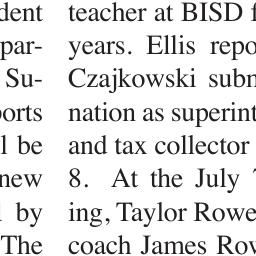 dent
par-
Su-
ports
l be
new
l by
The
teacher at BISD f
years. Ellis repo
Czajkowski subm
nation as superint
and tax collector
8. At the July 7
ing, Taylor Rowe
coach James Row